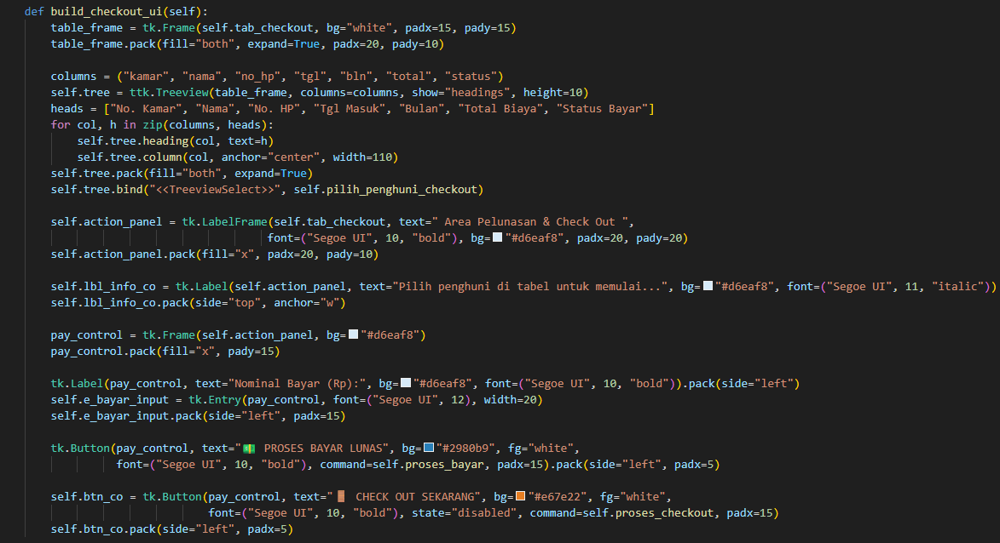 def build_checkout_ui(self):
    table_frame = tk.Frame(self.tab_checkout, bg="white", padx=15, pady=15)
    table_frame.pack(fill="both", expand=True, padx=20, pady=10)

    columns = ("kamar", "nama", "no_hp", "tgl", "bln", "total", "status")
    self.tree = ttk.Treeview(table_frame, columns=columns, show="headings", height=10)
    heads = ["No. Kamar", "Nama", "No. HP", "Tgl Masuk", "Bulan", "Total Biaya", "Status Bayar"]
    for col, h in zip(columns, heads):
        self.tree.heading(col, text=h)
        self.tree.column(col, anchor="center", width=110)
    self.tree.pack(fill="both", expand=True)
    self.tree.bind("<<TreeviewSelect>>", self.pilih_penghuni_checkout)

    self.action_panel = tk.LabelFrame(self.tab_checkout, text=" Area Pelunasan & Check Out ",
                                     font=("Segoe UI", 10, "bold"), bg="#d6eaf8", padx=20, pady=20)
    self.action_panel.pack(fill="x", padx=20, pady=10)

    self.lbl_info_co = tk.Label(self.action_panel, text="Pilih penghuni di tabel untuk memulai...", bg="#d6eaf8", font=("Segoe UI", 11, "italic"))
    self.lbl_info_co.pack(side="top", anchor="w")

    pay_control = tk.Frame(self.action_panel, bg="#d6eaf8")
    pay_control.pack(fill="x", pady=15)

    tk.Label(pay_control, text="Nominal Bayar (Rp):", bg="#d6eaf8", font=("Segoe UI", 10, "bold")).pack(side="left")
    self.e_bayar_input = tk.Entry(pay_control, font=("Segoe UI", 12), width=20)
    self.e_bayar_input.pack(side="left", padx=15)

    tk.Button(pay_control, text="💵 PROSES BAYAR LUNAS", bg="#2980b9", fg="white",
              font=("Segoe UI", 10, "bold"), command=self.proses_bayar, padx=15).pack(side="left", padx=5)

    self.btn_co = tk.Button(pay_control, text="🚪 CHECK OUT SEKARANG", bg="#e67e22", fg="white",
                            font=("Segoe UI", 10, "bold"), state="disabled", command=self.proses_checkout, padx=15)
    self.btn_co.pack(side="left", padx=5)